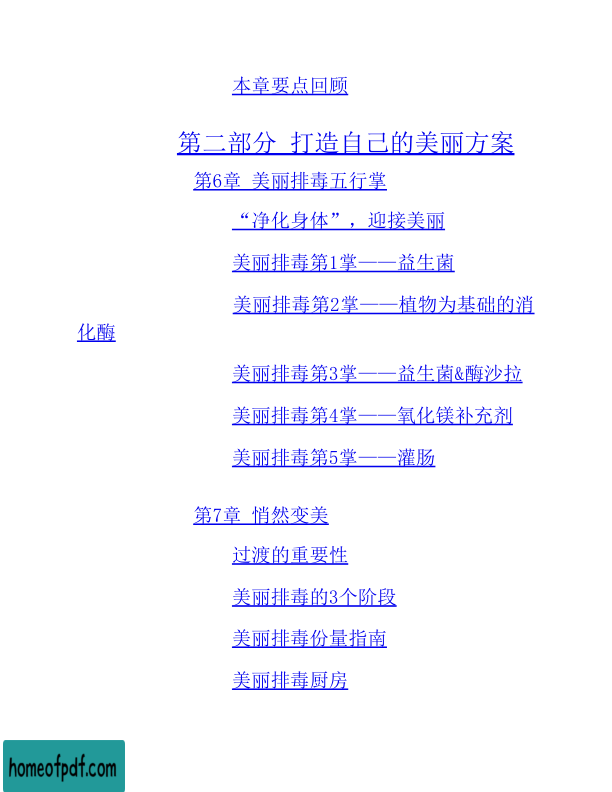 本章要点回顾
第二部分 打造自己的美丽方案
第6章 美丽排毒五行掌
“净化身体”，迎接美丽
美丽排毒第1掌——益生菌
美丽排毒第2掌——植物为基础的消
化酶
美丽排毒第3掌——益生菌&酶沙拉
美丽排毒第4掌——氧化镁补充剂
美丽排毒第5掌——灌肠
第7章 悄然变美
过渡的重要性
美丽排毒的3个阶段
美丽排毒份量指南
美丽排毒厨房
homeofpdf.com